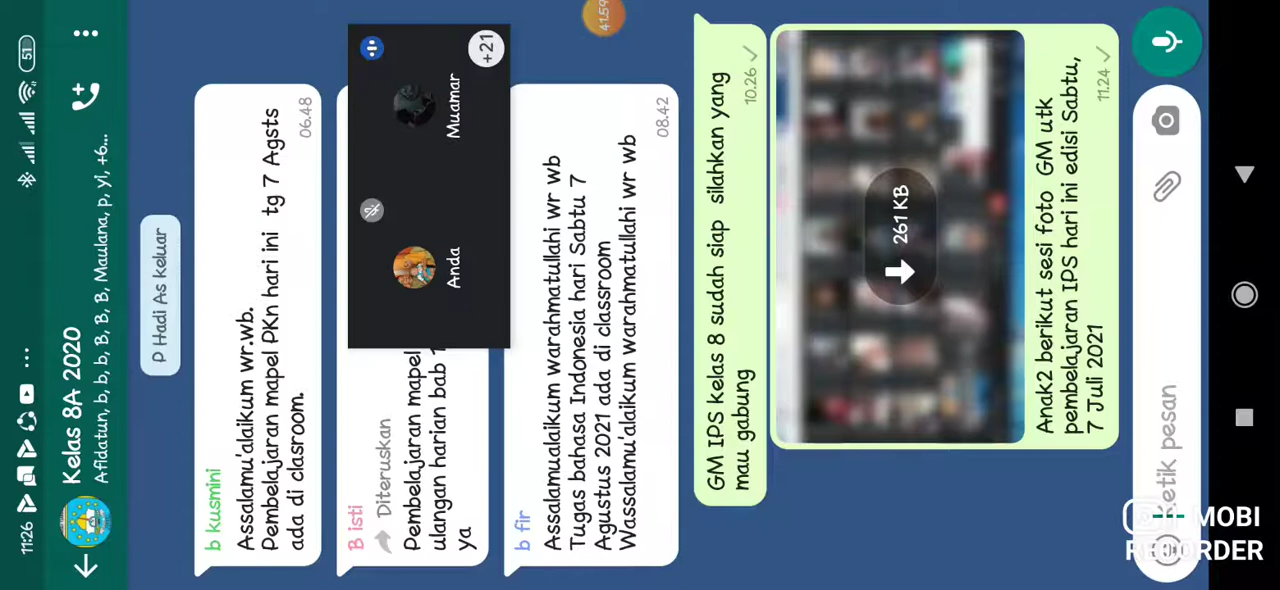 11:26
51
Kelas 8A 2020
Afidatun, b, b, b, B, B, B, Maulana, p, yl, +6...
P Hadi As keluar
b kusmini
Assalamu'alaikum wr.wb.
Pembelajaran mapel PKn hari ini tg 7 Agsts
ada di clasroom.
06.48
B isti
Diteruskan
Pembelajaran mapel
ulangan harian bab
ya
Anda
Muamar
+21
b fir
Assalamualaikum warahmatullahi wr wb
Tugas bahasa Indonesia hari Sabtu 7
Agustus 2021 ada di classroom
Wassalamu'alaikum warahmatullahi wr wb
08.42
41:59
GM IPS kelas 8 sudah siap silahkan yang
mau gabung
10.26
261 KB
Anak2 berikut sesi foto GM utk
pembelajaran IPS hari ini edisi Sabtu,
7 Juli 2021
11.24
Ketik pesan
MOBI
RECORDER